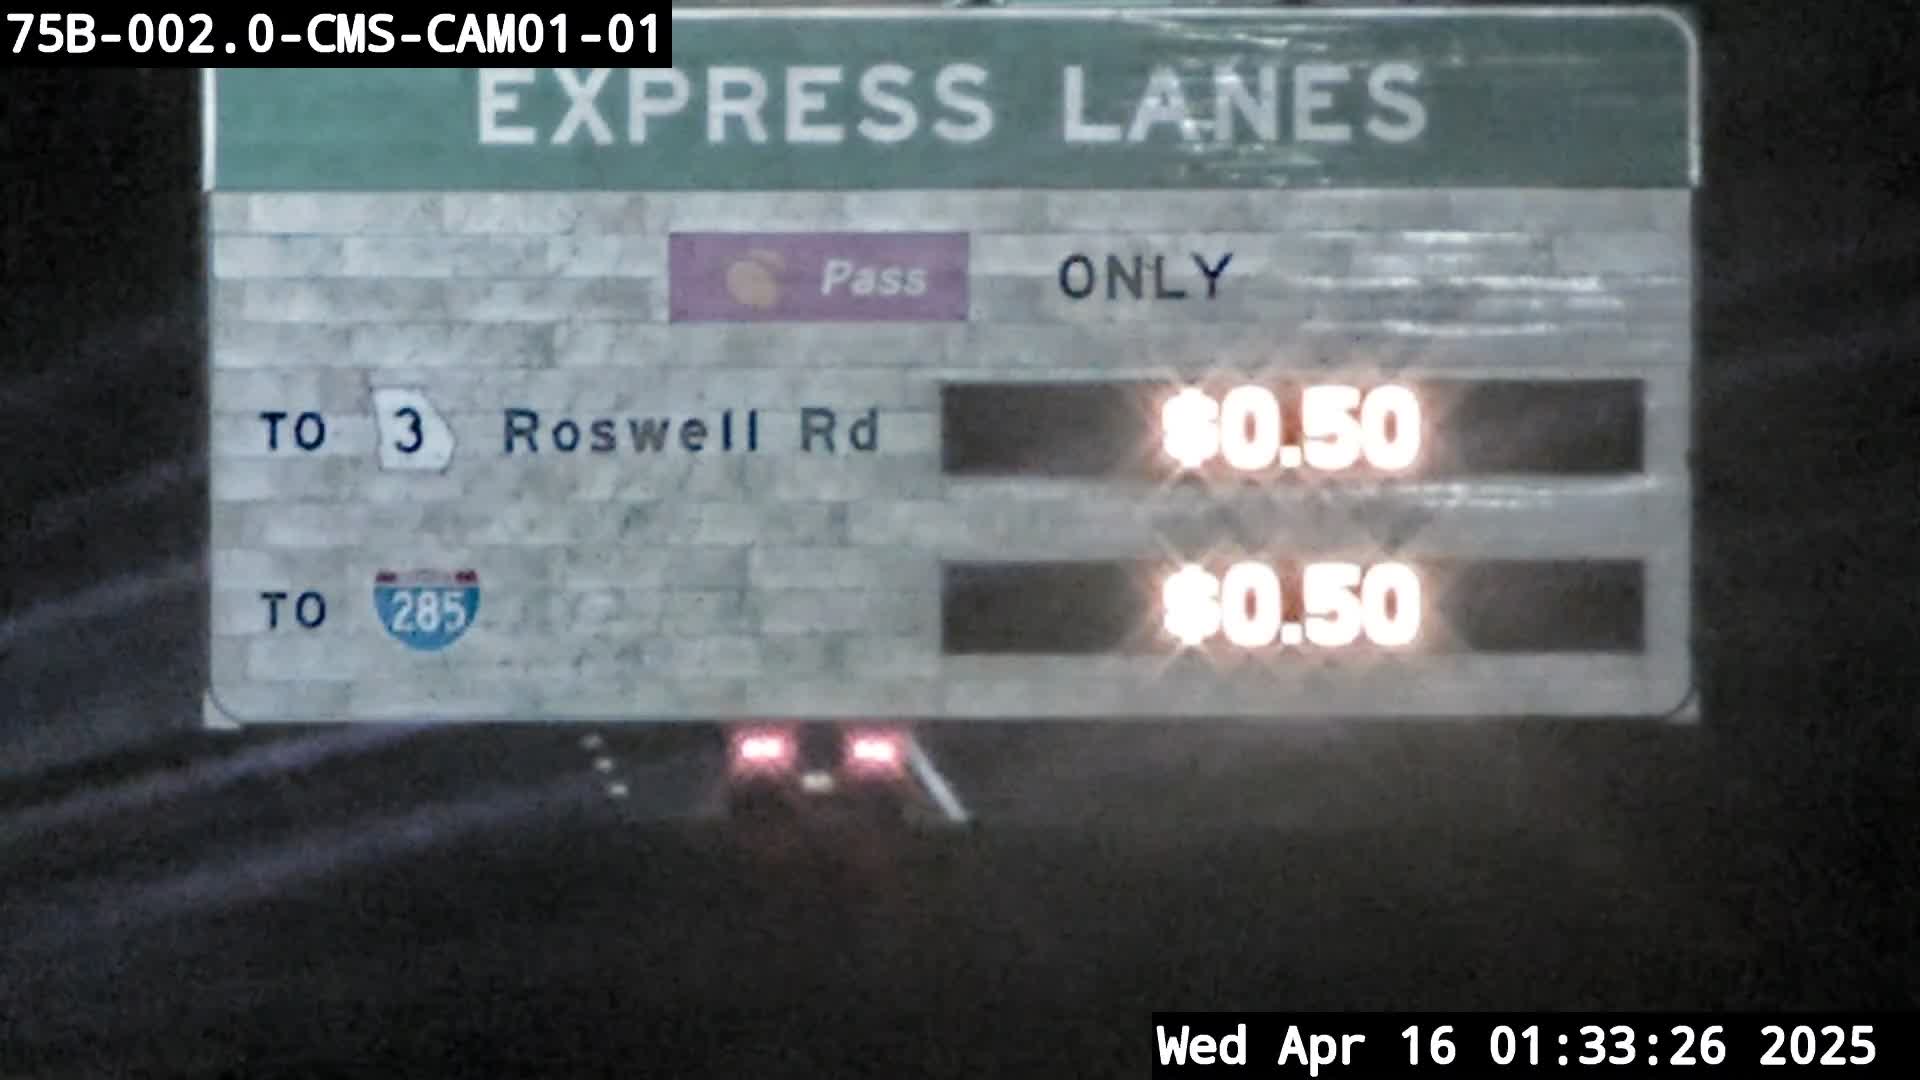 75B-002.0-CMS-CAM01-01
EXPRESS LANES
Pass ONLY
TO 3 Roswell Rd $0.50
TO 285 $0.50
Wed Apr 16 01:33:26 2025